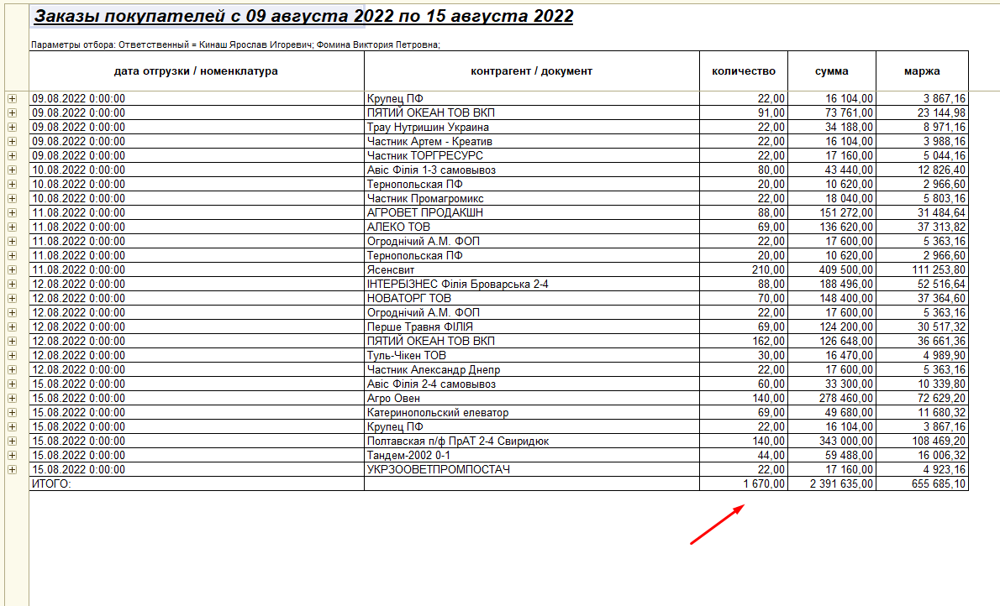 Заказы покупателей с 09 августа 2022 по 15 августа 2022
Параметры отбора: Ответственный = Кинаш Ярослав Игоревич; Фомина Виктория Петровна;
дата отгрузки / номенклатура контрагент / документ количество сумма маржа
09.08.2022 0:00:00 Крупец ПФ 22,00 16 104,00 3 867,16
09.08.2022 0:00:00 ПЯТИЙ ОКЕАН ТОВ ВКП 91,00 73 761,00 23 144,98
09.08.2022 0:00:00 Трау Нутришин Украина 22,00 34 188,00 8 971,16
09.08.2022 0:00:00 Частник Артем - Креатив 22,00 16 104,00 3 988,16
09.08.2022 0:00:00 Частник ТОРГРЕСУРС 22,00 17 160,00 5 044,16
10.08.2022 0:00:00 Авіс Філія 1-3 самовывоз 80,00 43 440,00 12 826,40
10.08.2022 0:00:00 Тернопольская ПФ 20,00 10 620,00 2 966,60
10.08.2022 0:00:00 Частник Промагромикс 22,00 18 040,00 5 803,16
11.08.2022 0:00:00 АГРОВЕТ ПРОДАКШН 88,00 151 272,00 31 484,64
11.08.2022 0:00:00 АЛЕКО ТОВ 69,00 136 620,00 37 313,82
11.08.2022 0:00:00 Огроднічий А.М. ФОП 22,00 17 600,00 5 363,16
11.08.2022 0:00:00 Тернопольская ПФ 20,00 10 620,00 2 966,60
11.08.2022 0:00:00 Ясенсвит 210,00 409 500,00 111 253,80
12.08.2022 0:00:00 ІНТЕРБІЗНЕС Філія Броварська 2-4 88,00 188 496,00 52 516,64
12.08.2022 0:00:00 НОВАТОРГ ТОВ 70,00 148 400,00 37 364,60
12.08.2022 0:00:00 Огроднічий А.М. ФОП 22,00 17 600,00 5 363,16
12.08.2022 0:00:00 Перше Травня ФІЛІЯ 69,00 124 200,00 30 517,32
12.08.2022 0:00:00 ПЯТИЙ ОКЕАН ТОВ ВКП 162,00 126 648,00 36 661,36
12.08.2022 0:00:00 Туль-Чікен ТОВ 30,00 16 470,00 4 989,90
12.08.2022 0:00:00 Частник Александр Днепр 22,00 17 600,00 5 363,16
15.08.2022 0:00:00 Авіс Філія 2-4 самовывоз 60,00 33 300,00 10 339,80
15.08.2022 0:00:00 Агро Овен 140,00 278 460,00 72 629,20
15.08.2022 0:00:00 Катеринопольский елеватор 69,00 49 680,00 11 680,32
15.08.2022 0:00:00 Крупец ПФ 22,00 16 104,00 3 867,16
15.08.2022 0:00:00 Полтавская п/ф ПрАТ 2-4 Свиридюк 140,00 343 000,00 108 469,20
15.08.2022 0:00:00 Тандем-2002 0-1 44,00 59 488,00 16 006,32
15.08.2022 0:00:00 УКРЗООВЕТПРОМПОСТАЧ 22,00 17 160,00 4 923,16
ИТОГО: 1 670,00 2 391 635,00 655 685,10